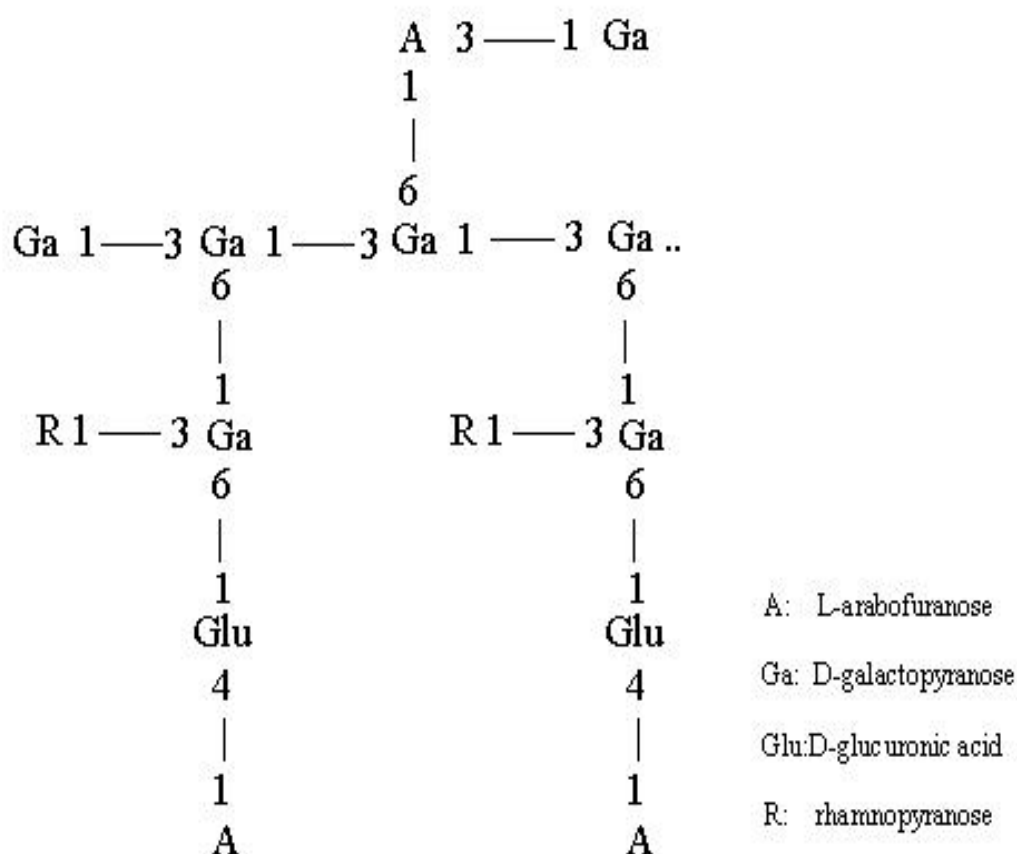 A 3—1 Ga
1
|
6
Ga 1—3 Ga 1—3 Ga 1—3 Ga ..
6 6
| |
1 1
R 1—3 Ga R 1—3 Ga
6 6
| |
1 1
Glu Glu
4 4
| |
1 1
A A
A: L-arabofuranose
Ga: D-galactopyranose
Glu:D-glucuronic acid
R: rhamnopyranose